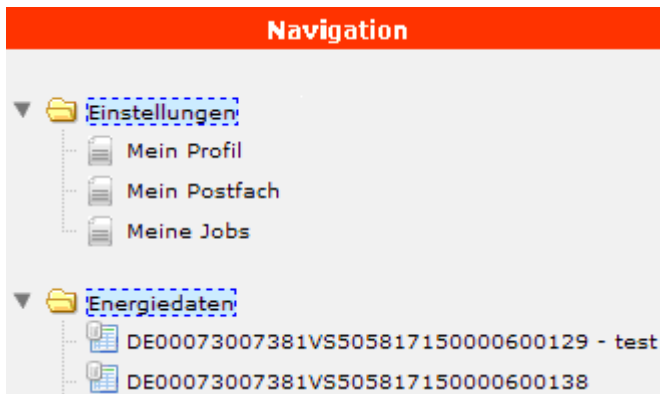 Navigation
Einstellungen
Mein Profil
Mein Postfach
Meine Jobs
Energiedaten
DE00073007381VS505817150000600129 - test
DE00073007381VS505817150000600138